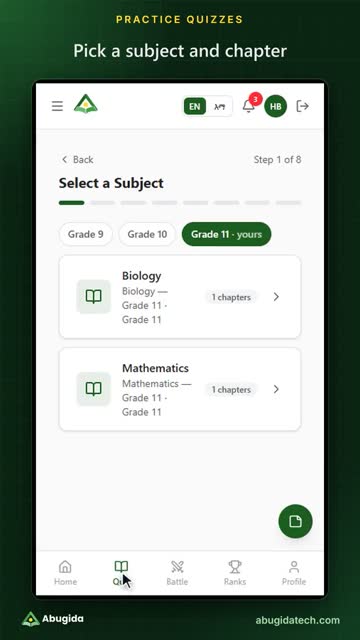 PRACTICE QUIZZES
Pick a subject and chapter
EN
አማ
3
HB
Back
Step 1 of 8
Select a Subject
Grade 9
Grade 10
Grade 11 · yours
Biology
Biology —
Grade 11 ·
Grade 11
1 chapters
Mathematics
Mathematics —
Grade 11 ·
Grade 11
1 chapters
Home
Battle
Ranks
Profile
Abugida
abugidatech.com